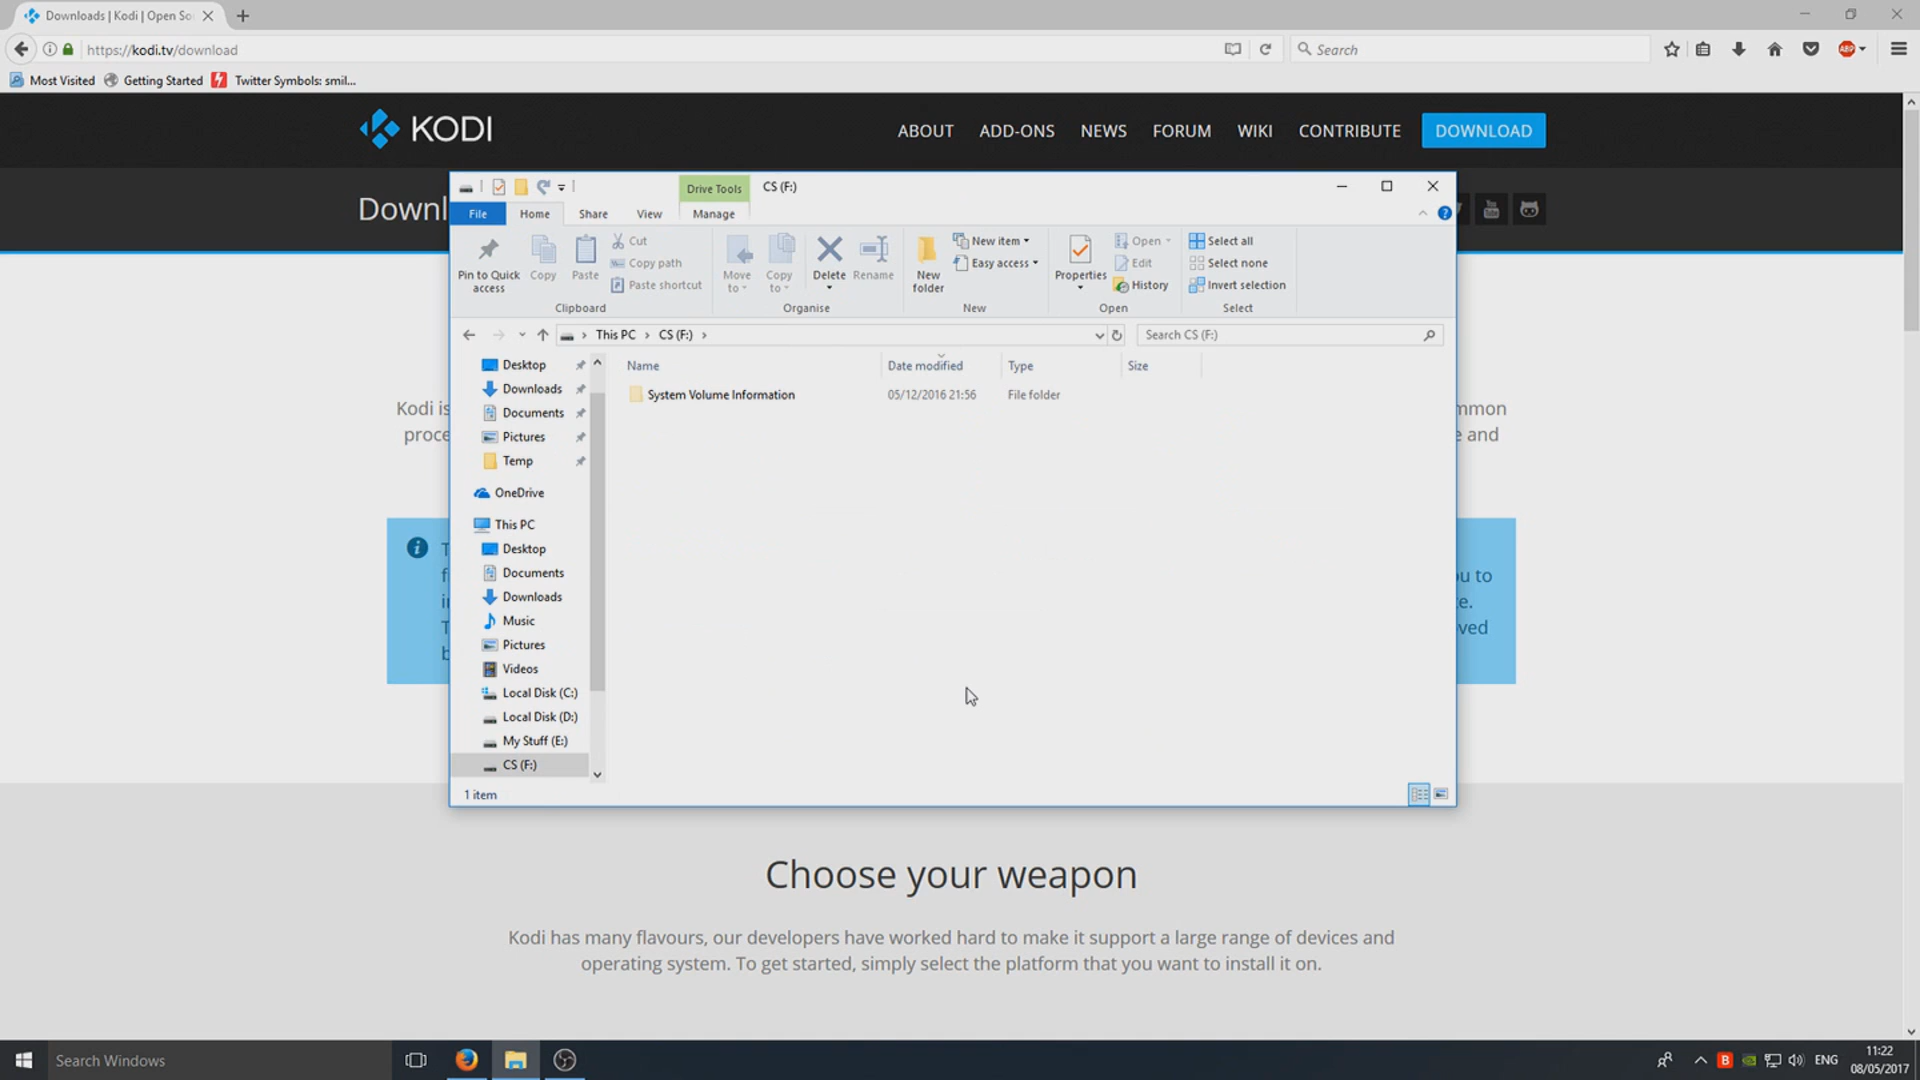 Downloads | Kodi | Open So
https://kodi.tv/download
Search
Most Visited
Getting Started
Twitter Symbols: smil...
KODI
ABOUT
ADD-ONS
NEWS
FORUM
WIKI
CONTRIBUTE
DOWNLOAD
Downl
Drive Tools
CS (F:)
File
Home
Share
View
Manage
Pin to Quick access
Copy
Paste
Cut
Copy path
Paste shortcut
Clipboard
Move to
Copy to
Delete
Rename
Organise
New folder
New item
Easy access
New
Properties
Open
Edit
History
Open
Select all
Select none
Invert selection
Select
This PC
CS (F:)
Search CS (F:)
Name
Date modified
Type
Size
System Volume Information
05/12/2016 21:56
File folder
Desktop
Downloads
Documents
Pictures
Temp
OneDrive
This PC
Desktop
Documents
Downloads
Music
Pictures
Videos
Local Disk (C:)
Local Disk (D:)
My Stuff (E:)
CS (F:)
1 item
Kodi is
mmon
proce
e and
u to
e.
ved
Choose your weapon
Kodi has many flavours, our developers have worked hard to make it support a large range of devices and
operating system. To get started, simply select the platform that you want to install it on.
Search Windows
ENG
11:22
08/05/2017